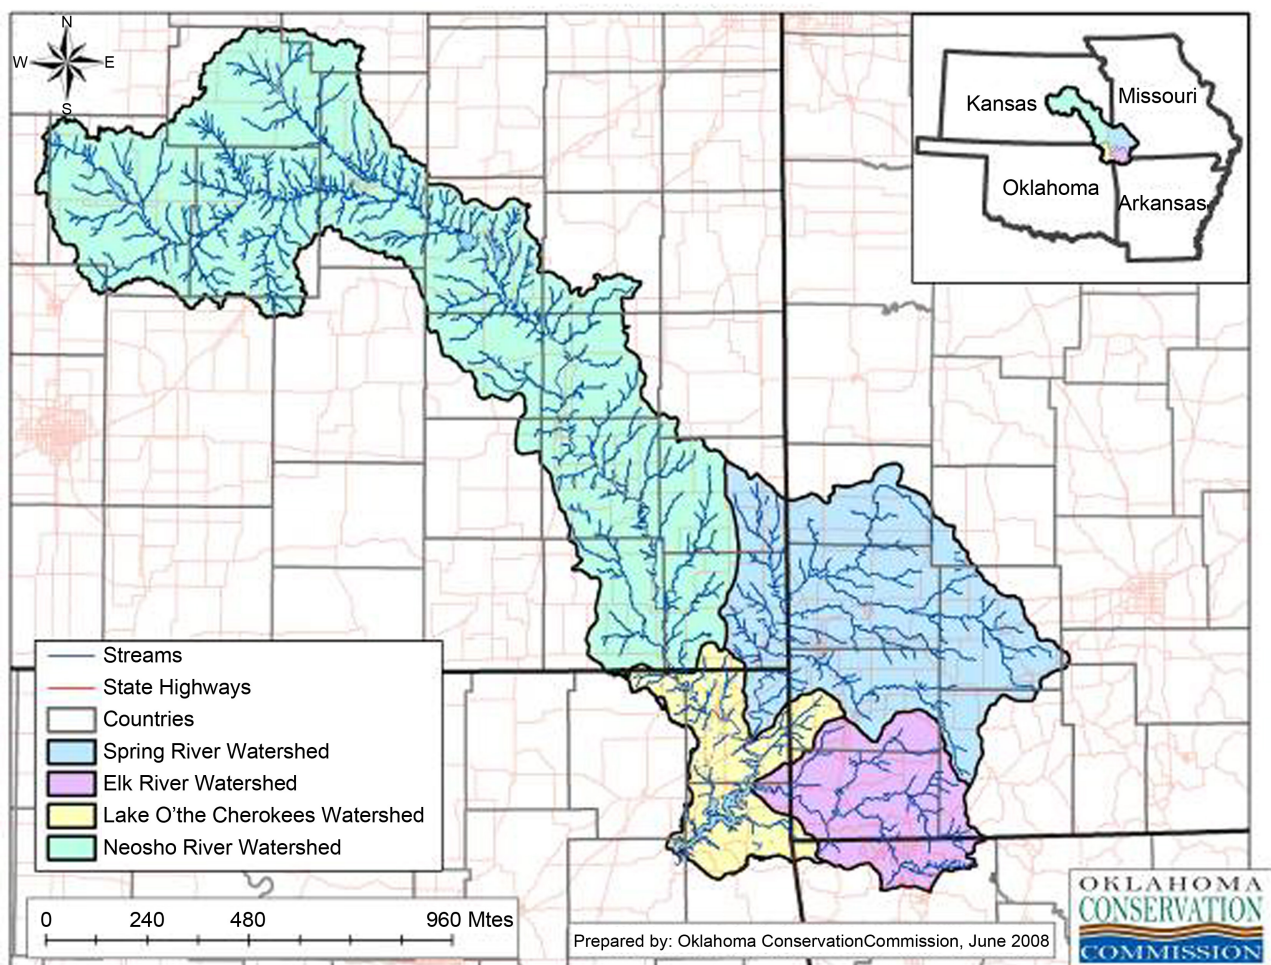 N
W E
S
Kansas
Missouri
Oklahoma
Arkansas
Streams
State Highways
Countries
Spring River Watershed
Elk River Watershed
Lake O'the Cherokees Watershed
Neosho River Watershed
0 240 480 960 Mtes
Prepared by: Oklahoma ConservationCommission, June 2008
OKLAHOMA
CONSERVATION
COMMISSION